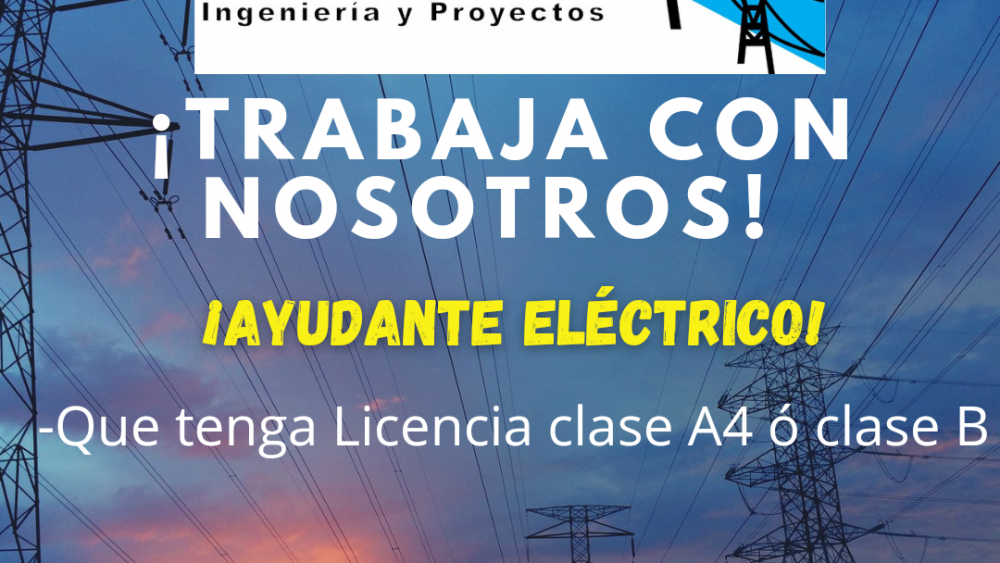 Ingeniería y Proyectos
¡TRABAJA CON
NOSOTROS!
¡AYUDANTE ELÉCTRICO!
-Que tenga Licencia clase A4 ó clase B